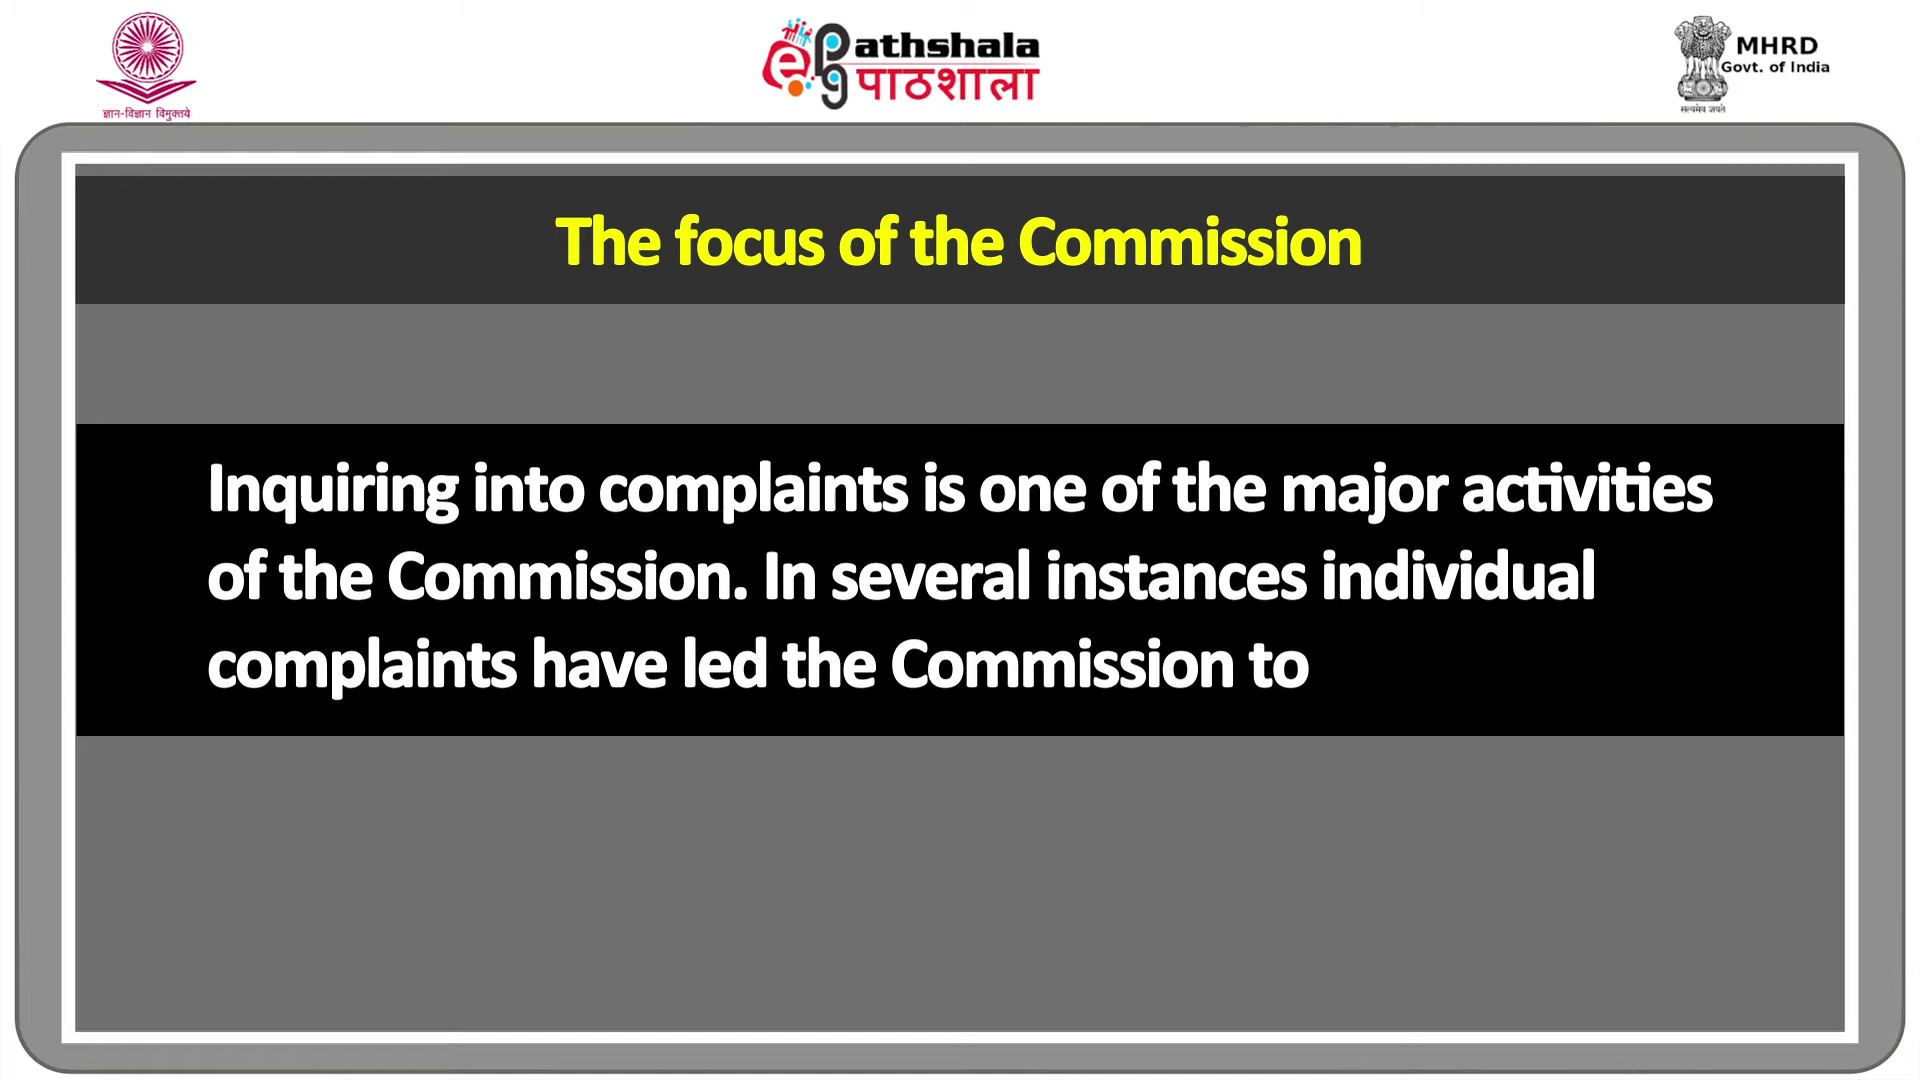 ज्ञान-विज्ञान विमुक्तये
e pg Pathshala
पाठशाला
MHRD
Govt. of India
सत्यमेव जयते
The focus of the Commission
Inquiring into complaints is one of the major activities
of the Commission. In several instances individual
complaints have led the Commission to